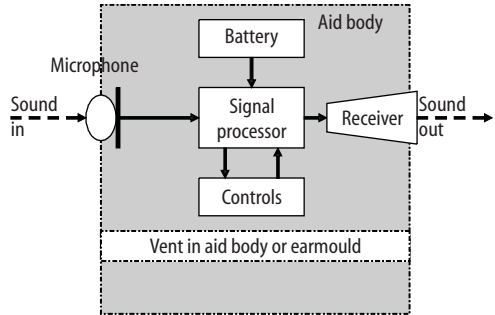 Battery
Aid body
Microphone
Sound
in
Signal
processor
Receiver
Sound
out
Controls
Vent in aid body or earmould